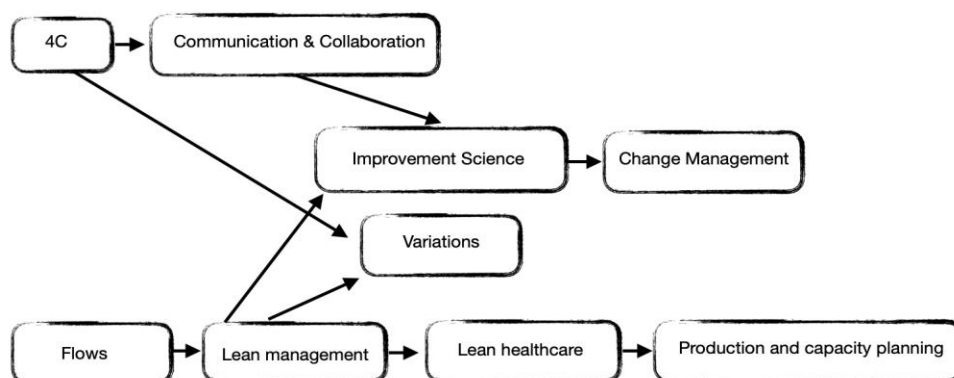 4C
Communication & Collaboration
Improvement Science
Change Management
Variations
Flows
Lean management
Lean healthcare
Production and capacity planning